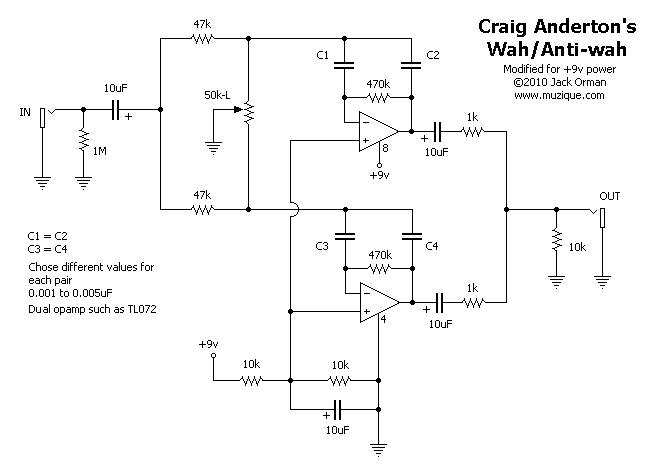 Craig Anderton's
Wah/Anti-wah
Modified for +9v power
©2010 Jack Orman
www.muzique.com
47k
C1
C2
470k
10uF
+
50k-L
IN
1M
−
+
8
+9v
+
10uF
1k
47k
OUT
C1 = C2
C3 = C4
Chose different values for
each pair
0.001 to 0.005uF
Dual opamp such as TL072
C3
C4
470k
10k
−
+
4
+
10uF
1k
+9v
10k
10k
+
10uF